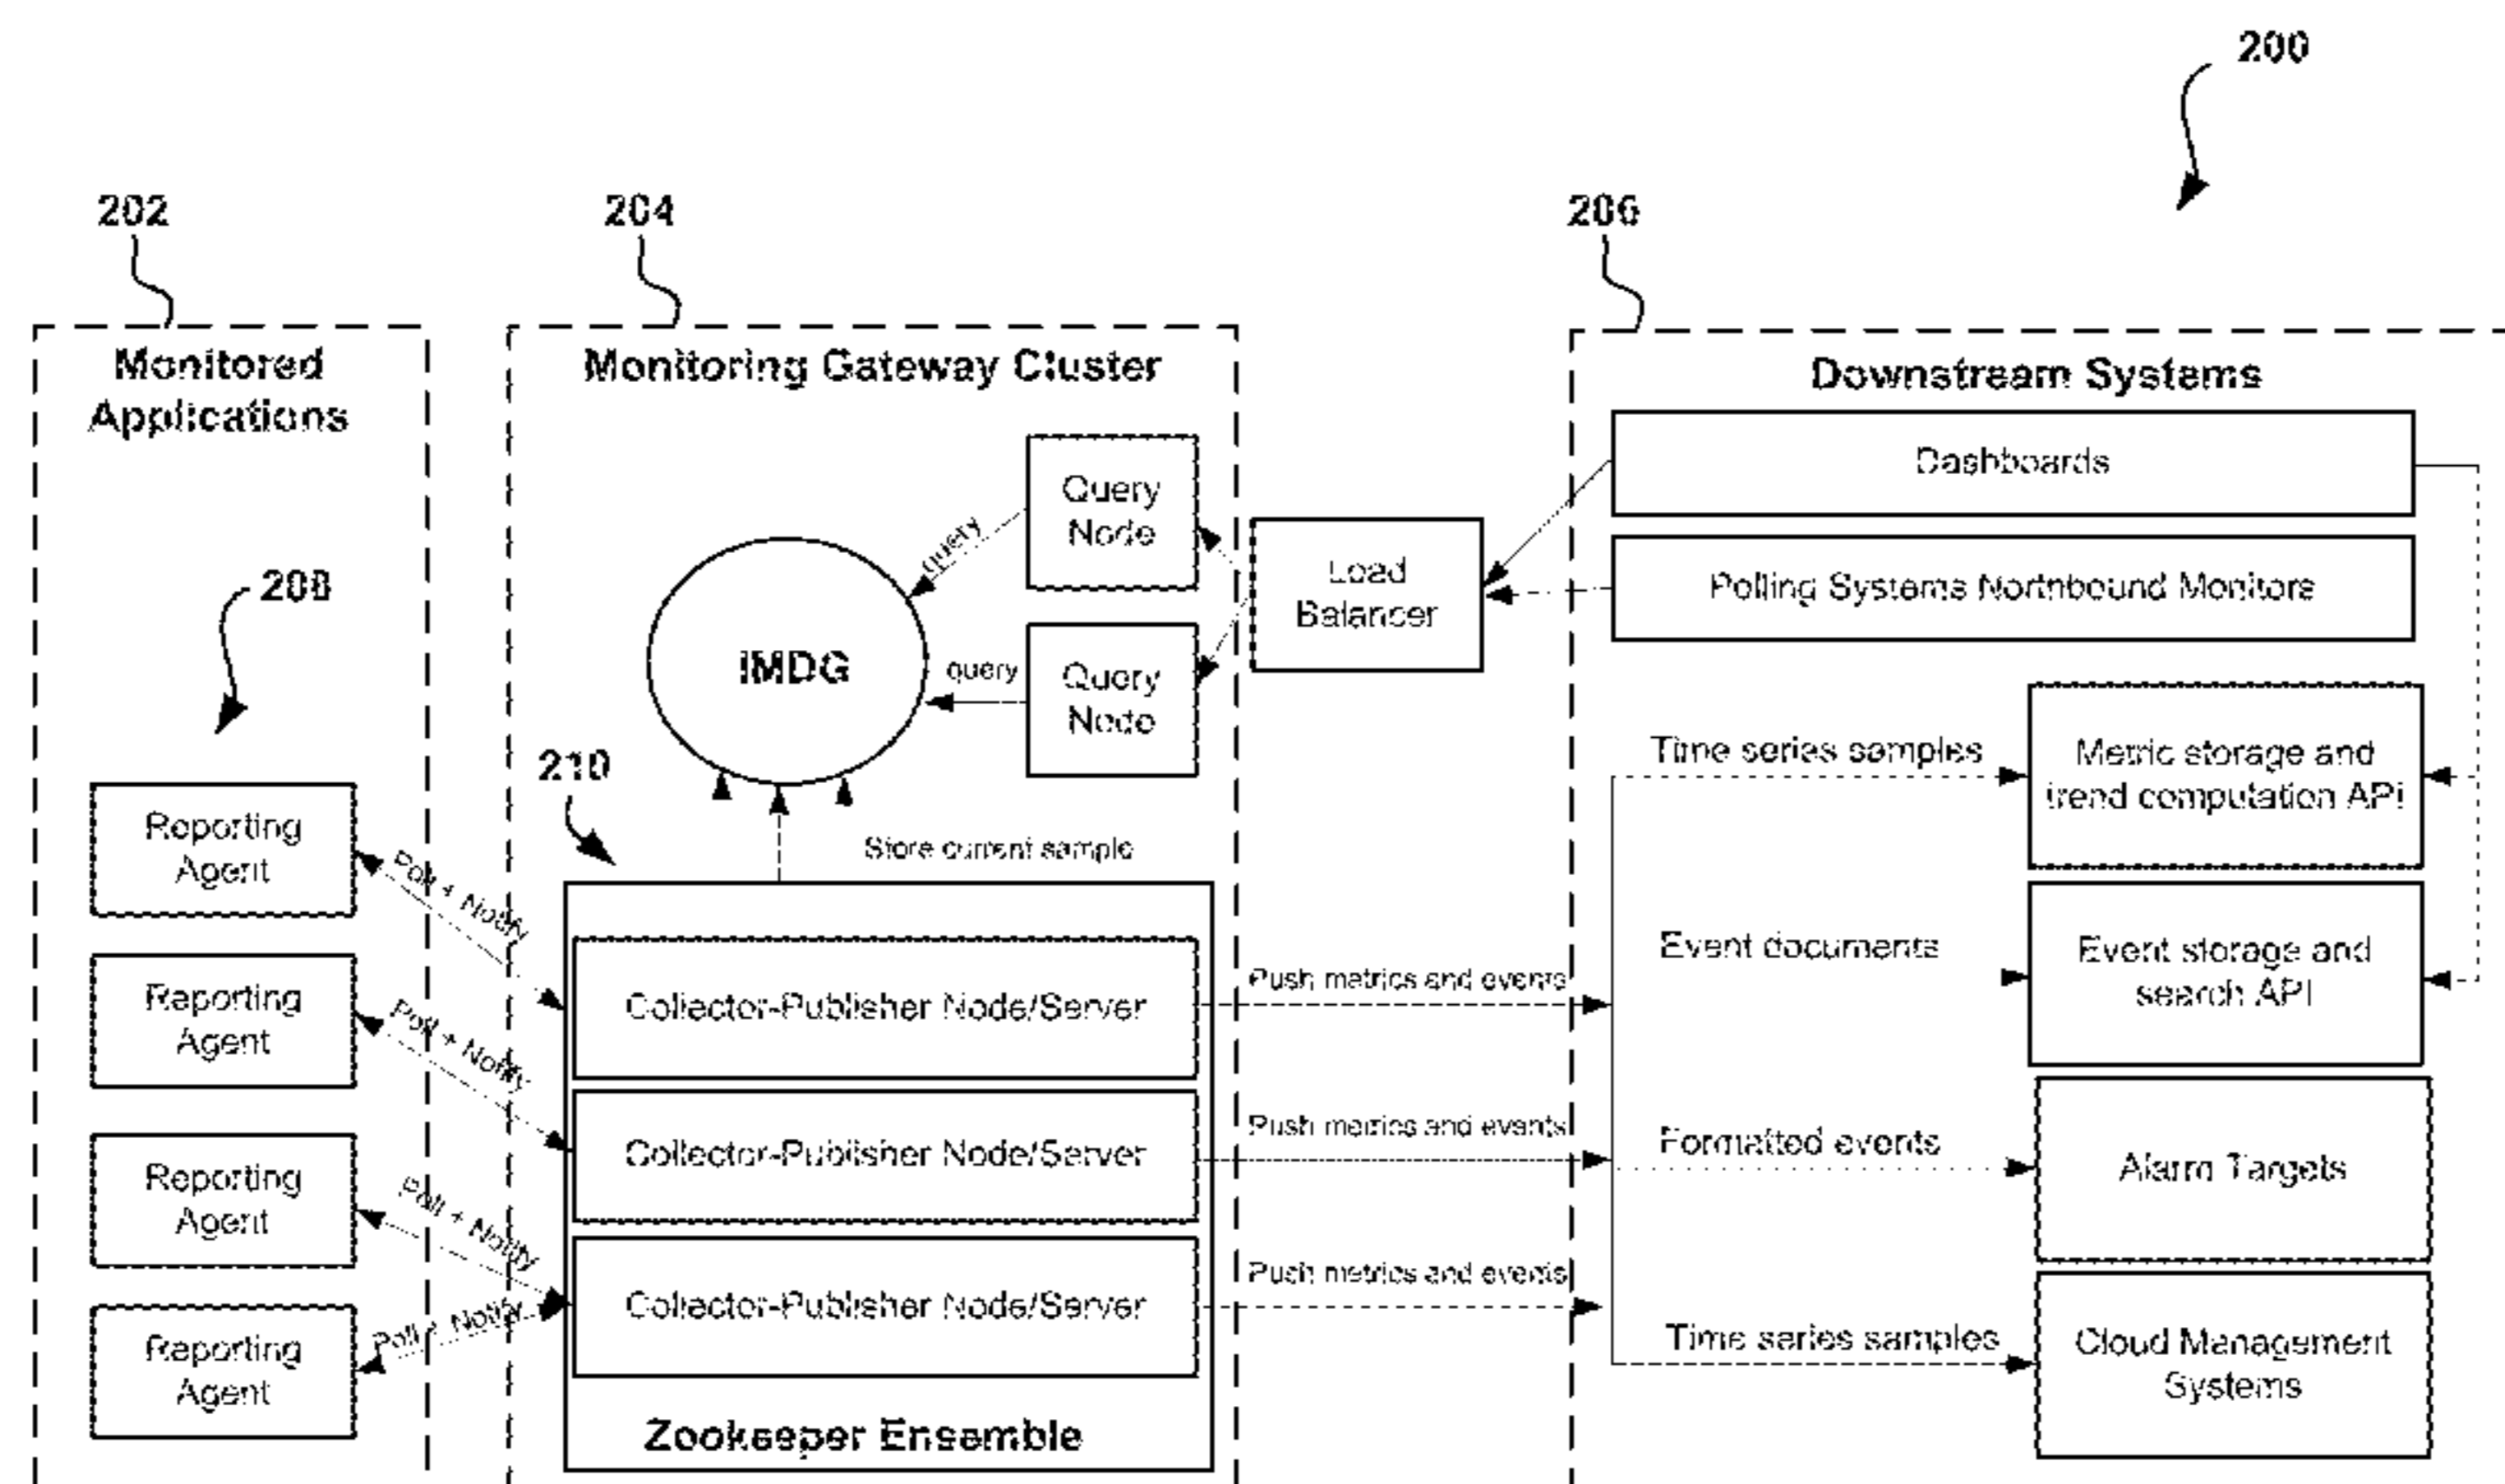 200
202
204
206
Monitored
Applications
Monitoring Gateway Cluster
Downstream Systems
Dashboards
Query
Node
query
Load
Balancer
Polling Systems Northbound Monitors
208
IMDG
query
Query
Node
210
Time series samples
Metric storage and
trend computation API
Reporting
Agent
Poll + Notify
Store current sample
Event documents
Event storage and
search API
Push metrics and events
Collector-Publisher Node/Server
Reporting
Agent
Poll + Notify
Push metrics and events
Collector-Publisher Node/Server
Formatted events
Alarm Targets
Reporting
Agent
Poll + Notify
Push metrics and events
Collector-Publisher Node/Server
Time series samples
Cloud Management
Systems
Reporting
Agent
Poll + Notify
Zookeeper Ensemble